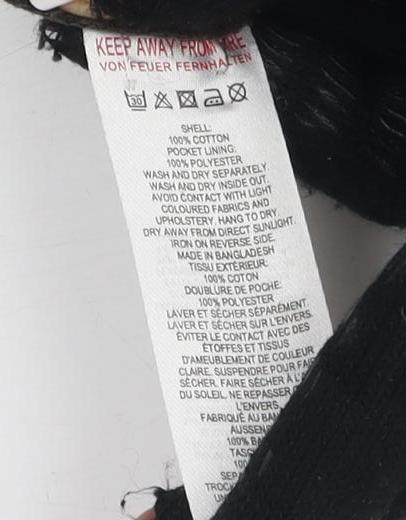 KEEP AWAY FROM FIRE
VON FEUER FERNHALTEN
30
SHELL:
100% COTTON
POCKET LINING:
100% POLYESTER
WASH AND DRY SEPARATELY.
WASH AND DRY INSIDE OUT.
AVOID CONTACT WITH LIGHT
COLOURED FABRICS AND
UPHOLSTERY. HANG TO DRY.
DRY AWAY FROM DIRECT SUNLIGHT.
IRON ON REVERSE SIDE.
MADE IN BANGLADESH
TISSU EXTÉRIEUR:
100% COTON
DOUBLURE DE POCHE:
100% POLYESTER
LAVER ET SÉCHER SÉPARÉMENT.
LAVER ET SÉCHER SUR L'ENVERS.
ÉVITER LE CONTACT AVEC DES
ÉTOFFES ET TISSUS
D'AMEUBLEMENT DE COULEUR
CLAIRE. SUSPENDRE POUR FAIRE
SÉCHER. FAIRE SÉCHER À
DU SOLEIL. NE REPASSER
L'ENVERS.
FABRIQUÉ AU
100%